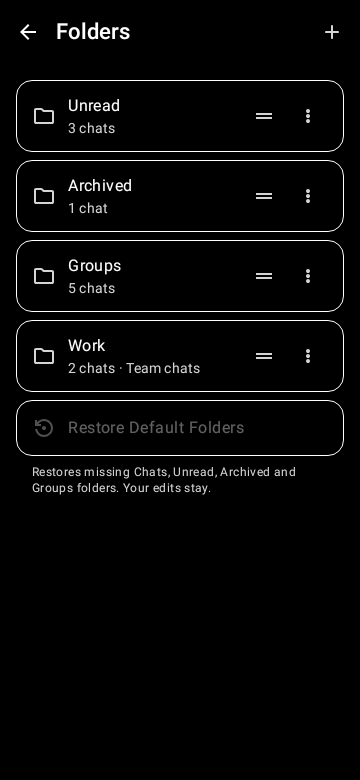 Folders
Unread
3 chats
Archived
1 chat
Groups
5 chats
Work
2 chats · Team chats
Restore Default Folders
Restores missing Chats, Unread, Archived and
Groups folders. Your edits stay.